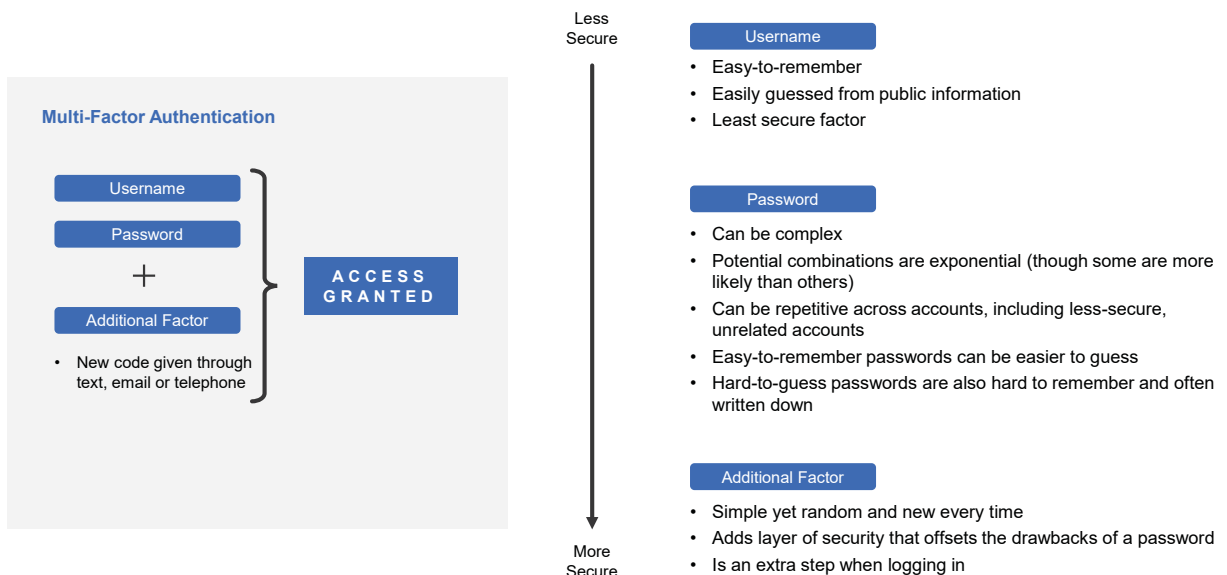 Multi-Factor Authentication
Username
Password
+
Additional Factor
• New code given through
text, email or telephone
ACCESS
GRANTED
Less
Secure
More
Secure
Username
• Easy-to-remember
• Easily guessed from public information
• Least secure factor
Password
• Can be complex
• Potential combinations are exponential (though some are more
likely than others)
• Can be repetitive across accounts, including less-secure,
unrelated accounts
• Easy-to-remember passwords can be easier to guess
• Hard-to-guess passwords are also hard to remember and often
written down
Additional Factor
• Simple yet random and new every time
• Adds layer of security that offsets the drawbacks of a password
• Is an extra step when logging in